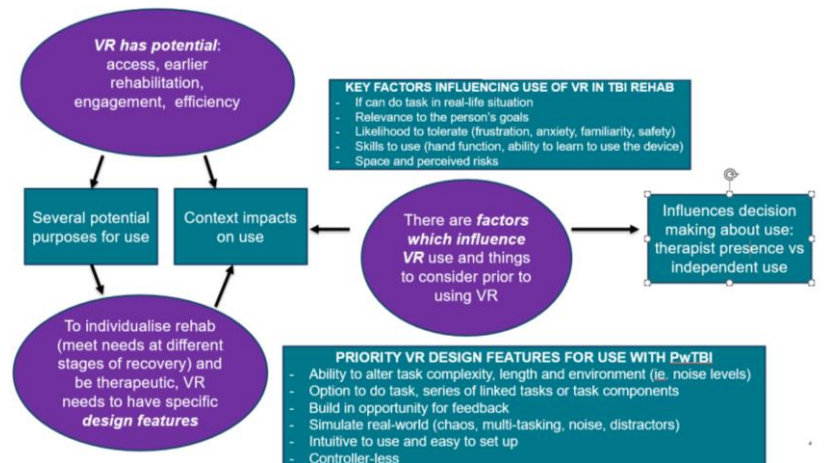 VR has potential:
access, earlier
rehabilitation,
engagement, efficiency
KEY FACTORS INFLUENCING USE OF VR IN TBI REHAB
- If can do task in real-life situation
- Relevance to the person's goals
- Likelihood to tolerate (frustration, anxiety, familiarity, safety)
- Skills to use (hand function, ability to learn to use the device)
- Space and perceived risks
Several potential
purposes for use
Context impacts
on use
There are factors
which influence
VR use and things
to consider prior to
using VR
Influences decision
making about use:
therapist presence vs
independent use
To individualise rehab
(meet needs at different
stages of recovery) and
be therapeutic, VR
needs to have specific
design features
PRIORITY VR DESIGN FEATURES FOR USE WITH PwTBI
- Ability to alter task complexity, length and environment (ie. noise levels)
- Option to do task, series of linked tasks or task components
- Build in opportunity for feedback
- Simulate real-world (chaos, multi-tasking, noise, distractors)
- Intuitive to use and easy to set up
- Controller-less